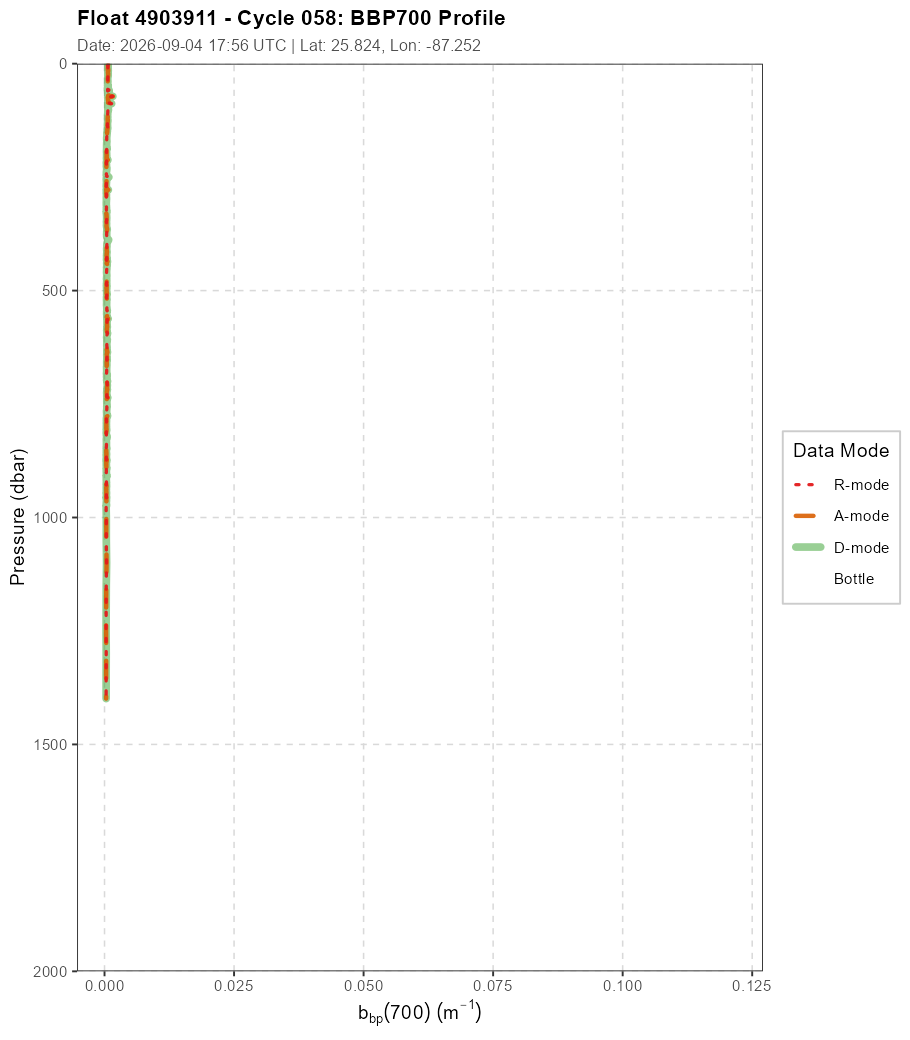 Float 4903911 - Cycle 058: BBP700 Profile
Date: 2026-09-04 17:56 UTC | Lat: 25.824, Lon: -87.252
0
500
1000
1500
2000
Pressure (dbar)
0.000 0.025 0.050 0.075 0.100 0.125
b_bp(700) (m⁻¹)
Data Mode
R-mode
A-mode
D-mode
Bottle